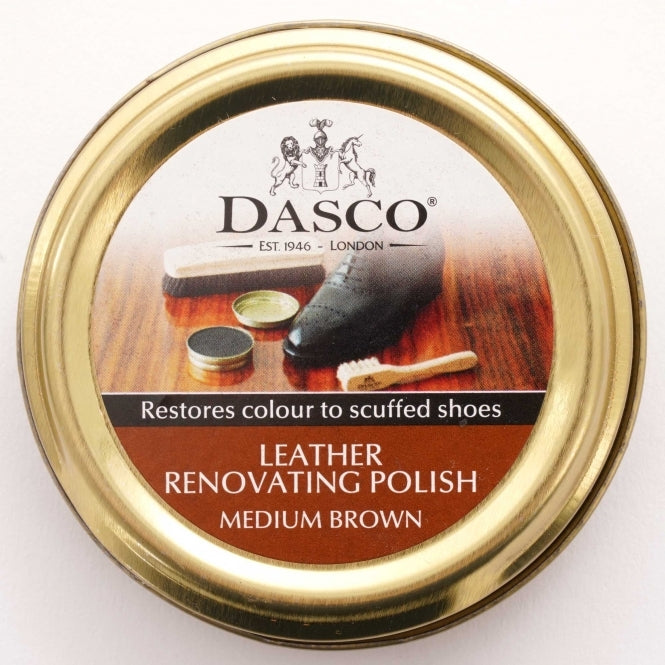 DASCO®
EST. 1946 - LONDON
Restores colour to scuffed shoes
LEATHER
RENOVATING POLISH
MEDIUM BROWN